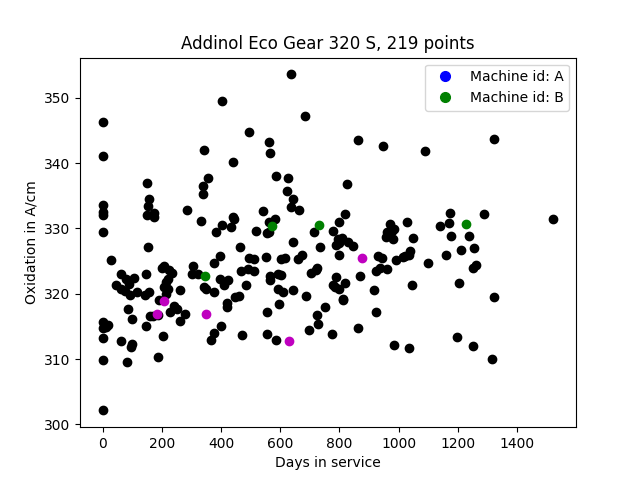 Addinol Eco Gear 320 S, 219 points
Machine id: A
Machine id: B
350
340
330
320
310
300
Oxidation in A/cm
0 200 400 600 800 1000 1200 1400
Days in service